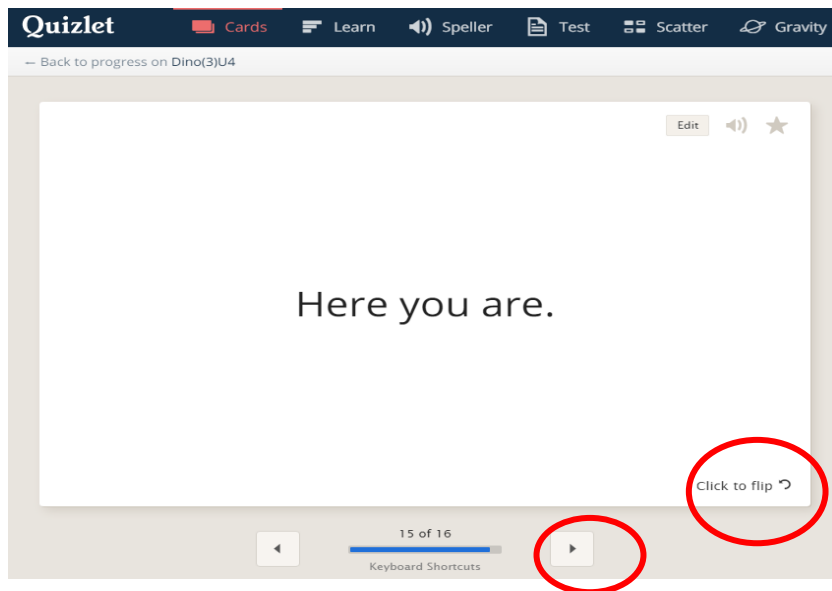 Quizlet Cards Learn Speller Test Scatter Gravity
← Back to progress on Dino(3)U4
Edit
Here you are.
Click to flip
15 of 16
Keyboard Shortcuts